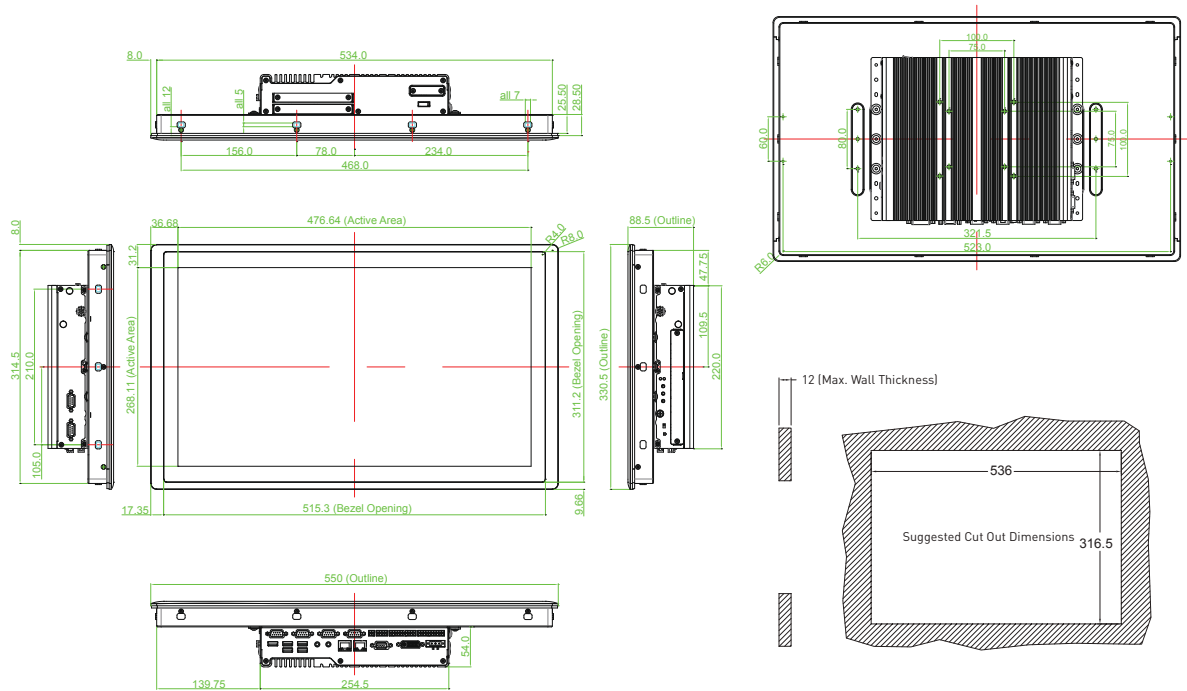 8.0
534.0
all 12
all 5
all 7
25.50
28.50
156.0
78.0
234.0
468.0
100.0
75.0
60.0
80.0
75.0
100.0
321.5
523.0
R6.0
8.0
314.5
210.0
105.0
36.68
476.64 (Active Area)
R4.0
R8.0
31.2
268.11 (Active Area)
311.2 (Bezel Opening)
17.35
515.3 (Bezel Opening)
9.66
88.5 (Outline)
330.5 (Outline)
47.75
109.5
220.0
12 (Max. Wall Thickness)
536
Suggested Cut Out Dimensions
316.5
550 (Outline)
54.0
139.75
254.5